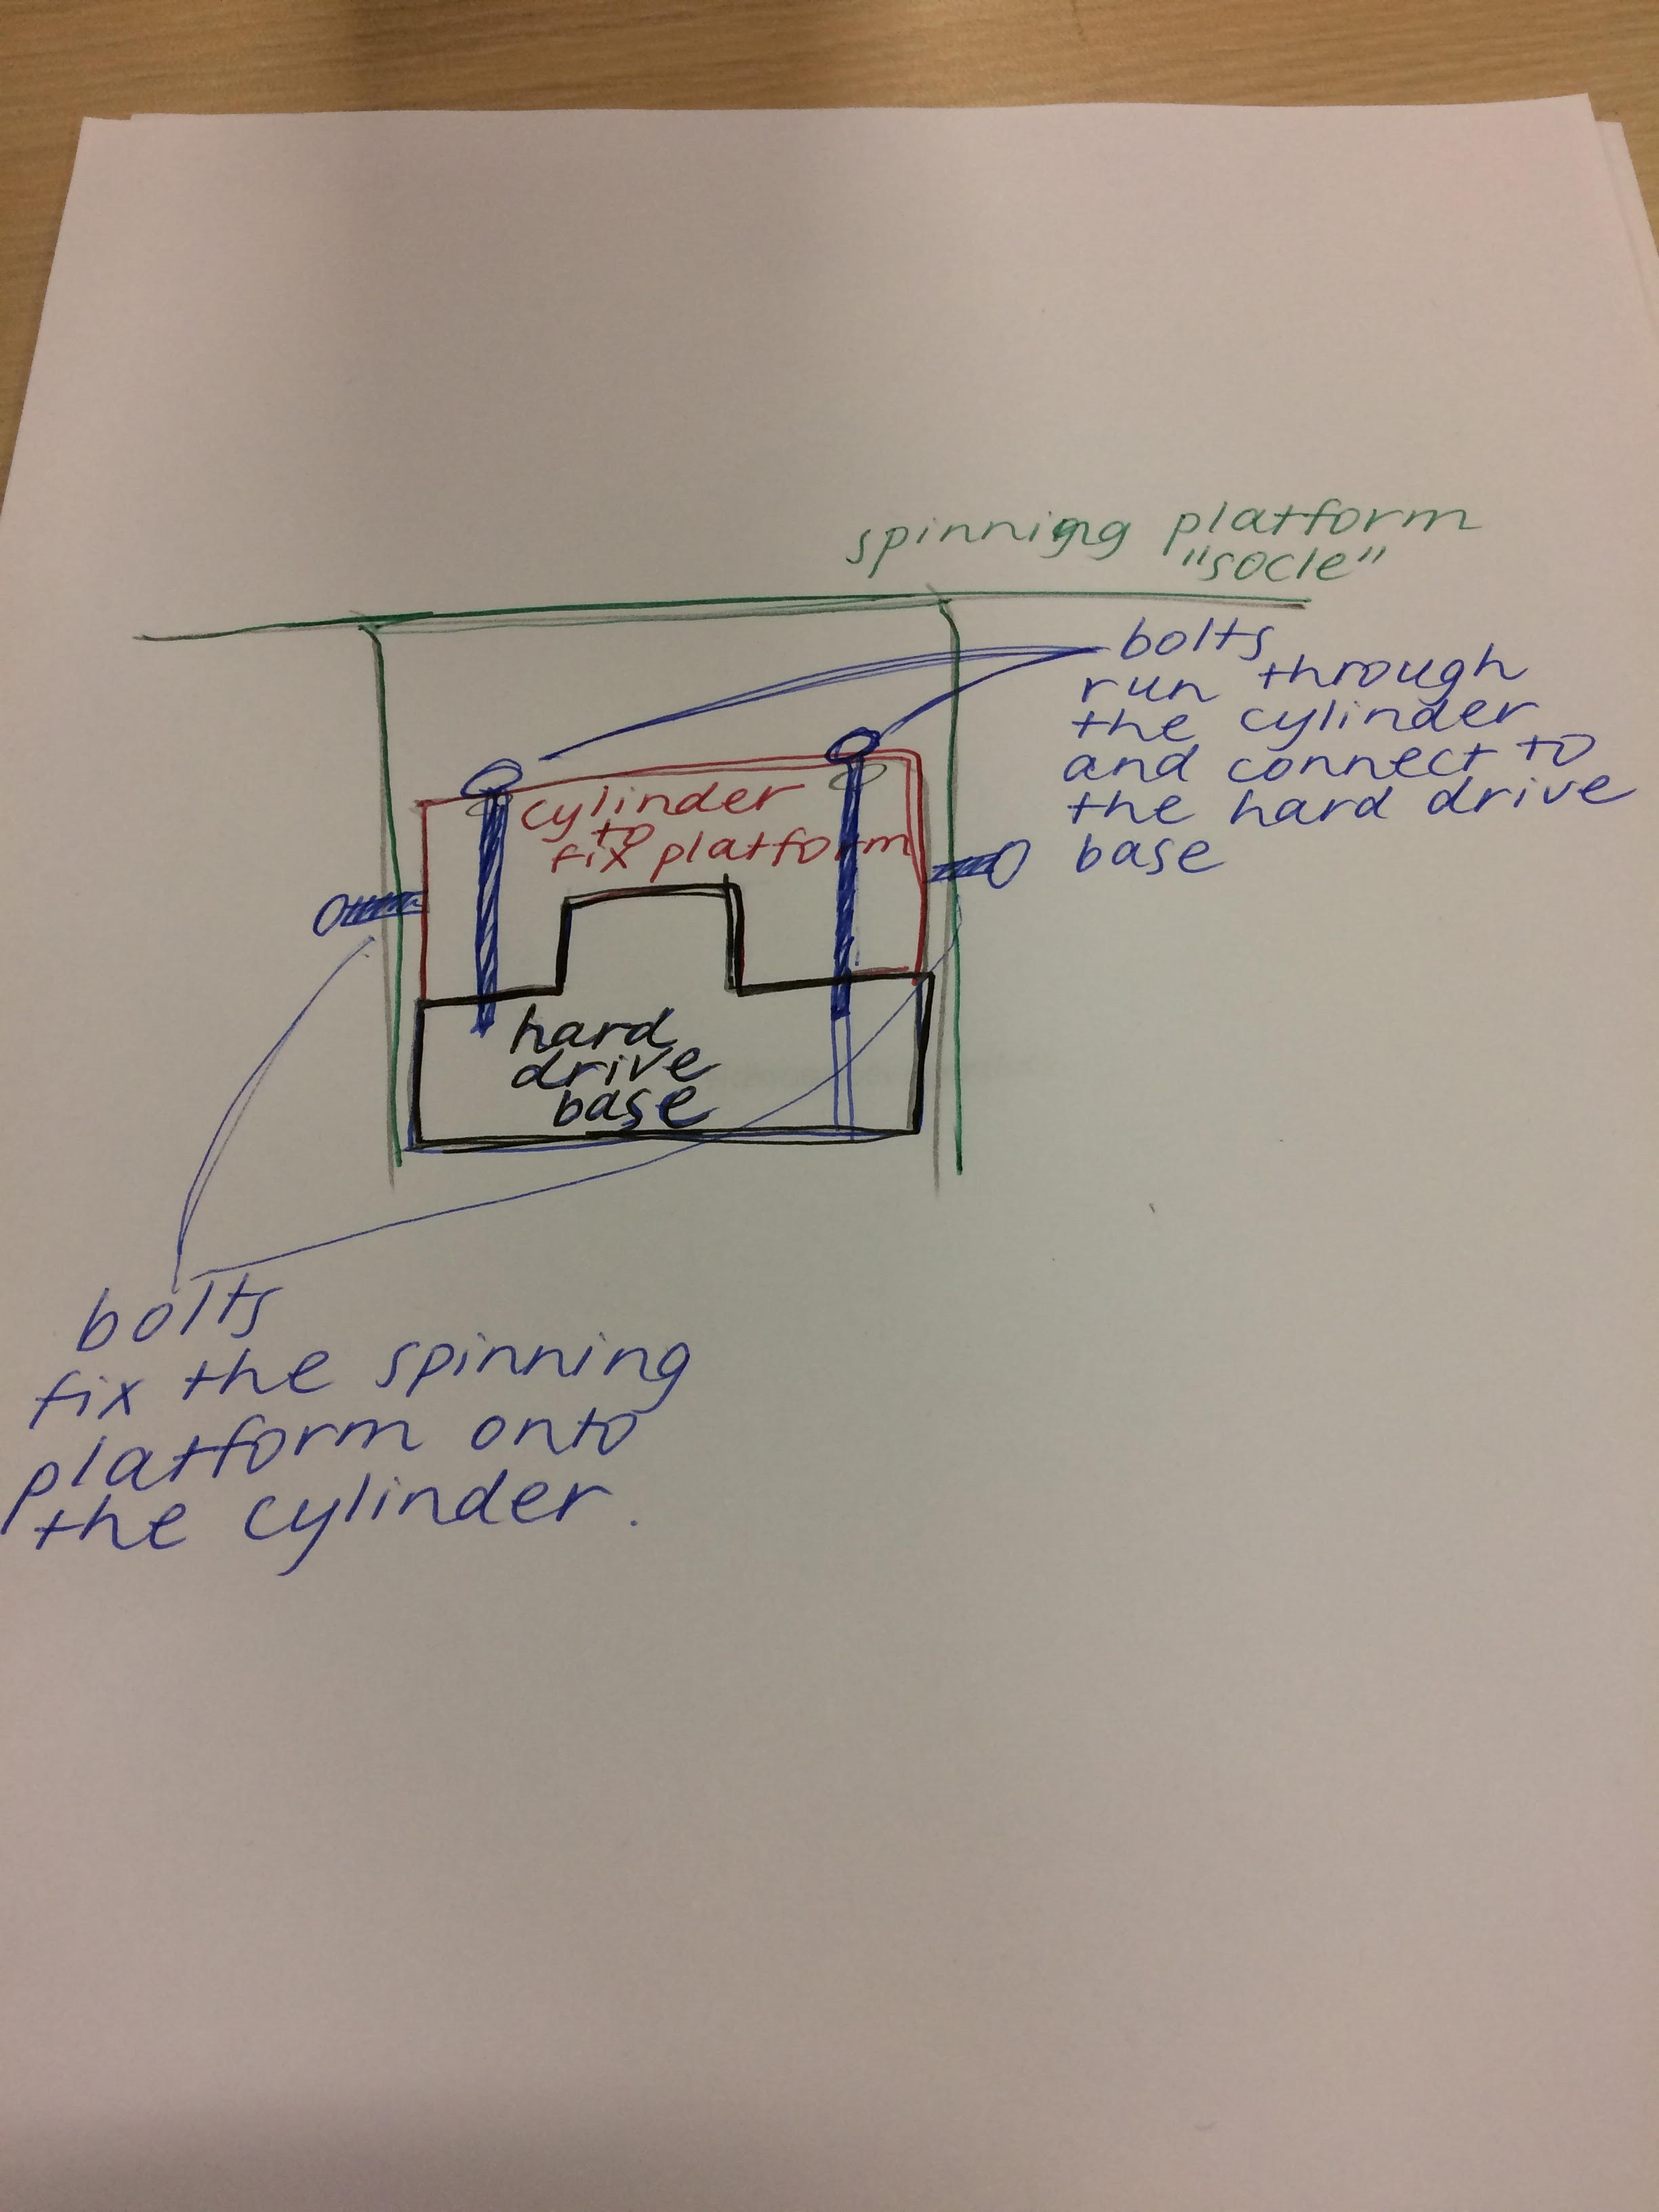 spinning platform
"socle"
bolts
run through
the cylinder
and connect to
the hard drive
base
cylinder
to
fix platform
hard
drive
base
bolts
fix the spinning
platform onto
the cylinder.